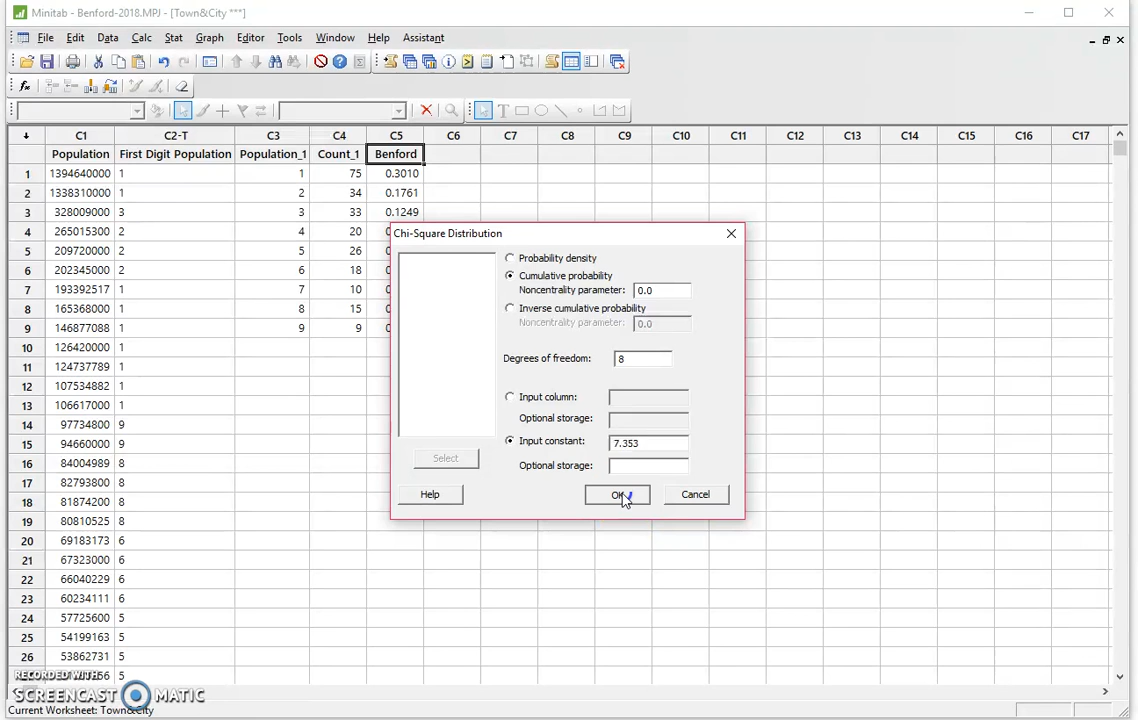 Minitab - Benford-2018.MPJ - [Town&City ***]
File Edit Data Calc Stat Graph Editor Tools Window Help Assistant
C1 C2-T C3 C4 C5 C6 C7 C8 C9 C10 C11 C12 C13 C14 C15 C16 C17
Population First Digit Population Population_1 Count_1 Benford
1 1394640000 1 1 75 0.3010
2 1338310000 1 2 34 0.1761
3 328009000 3 3 33 0.1249
4 265015300 2 4 20 0
5 209720000 2 5 26 0
6 202345000 2 6 18 0
7 193392517 1 7 10 0
8 165368000 1 8 15 0
9 146877088 1 9 9 0
10 126420000 1
11 124737789 1
12 107534882 1
13 106617000 1
14 97734800 9
15 94660000 9
16 84004989 8
17 82793800 8
18 81874200 8
19 80810525 8
20 69183173 6
21 67323000 6
22 66040229 6
23 60234111 6
24 57725600 5
25 54199163 5
26 53862731 5
5
Chi-Square Distribution
Probability density
Cumulative probability
Noncentrality parameter: 0.0
Inverse cumulative probability
Noncentrality parameter: 0.0
Degrees of freedom: 8
Input column:
Optional storage:
Input constant: 7.353
Optional storage:
Select
Help OK Cancel
RECORDED WITH
SCREENCAST MATIC
Current Worksheet: Town&City